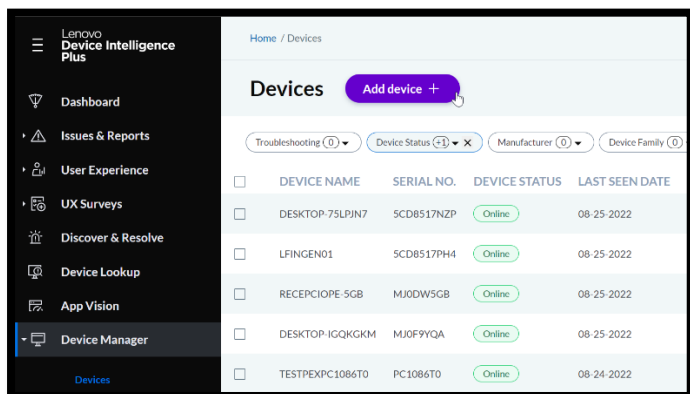 Lenovo
Device Intelligence
Plus
Dashboard
Issues & Reports
User Experience
UX Surveys
Discover & Resolve
Device Lookup
App Vision
Device Manager
Devices
Home / Devices
Devices
Add device +
Troubleshooting (0) Device Status (+1) X Manufacturer (0) Device Family (0)
DEVICE NAME SERIAL NO. DEVICE STATUS LAST SEEN DATE
DESKTOP-75LPJN7 5CD8517NZP Online 08-25-2022
LFINGEN01 5CD8517PH4 Online 08-25-2022
RECEPCIOPE-5GB MJ0DW5GB Online 08-25-2022
DESKTOP-IGQKGKM MJ0F9YQA Online 08-25-2022
TESTPEXPC1086T0 PC1086T0 Online 08-24-2022